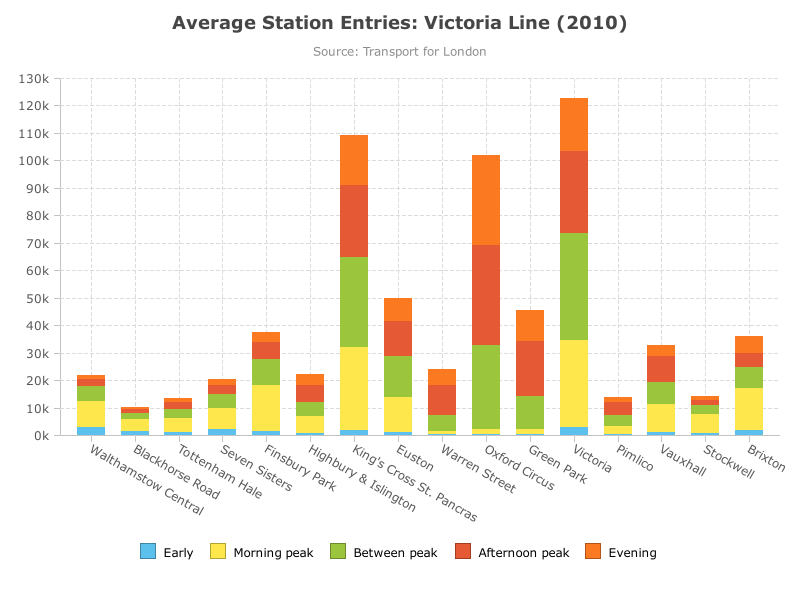 Average Station Entries: Victoria Line (2010)
Source: Transport for London
130k
120k
110k
100k
90k
80k
70k
60k
50k
40k
30k
20k
10k
0k
Walthamstow Central
Blackhorse Road
Tottenham Hale
Seven Sisters
Finsbury Park
Highbury & Islington
King's Cross St. Pancras
Euston
Warren Street
Oxford Circus
Green Park
Victoria
Pimlico
Vauxhall
Stockwell
Brixton
Early Morning peak Between peak Afternoon peak Evening